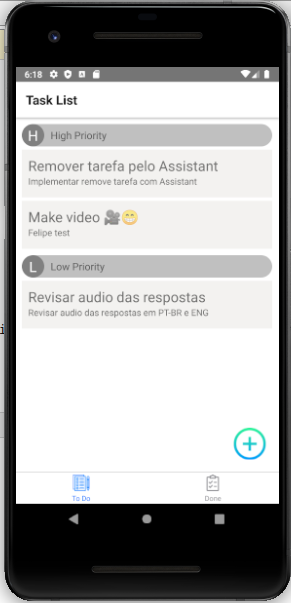 6:18
Task List
H High Priority
Remover tarefa pelo Assistant
Implementar remove tarefa com Assistant
Make video 🎥😁
Felipe test
L Low Priority
Revisar audio das respostas
Revisar audio das respostas em PT-BR e ENG
To Do
Done